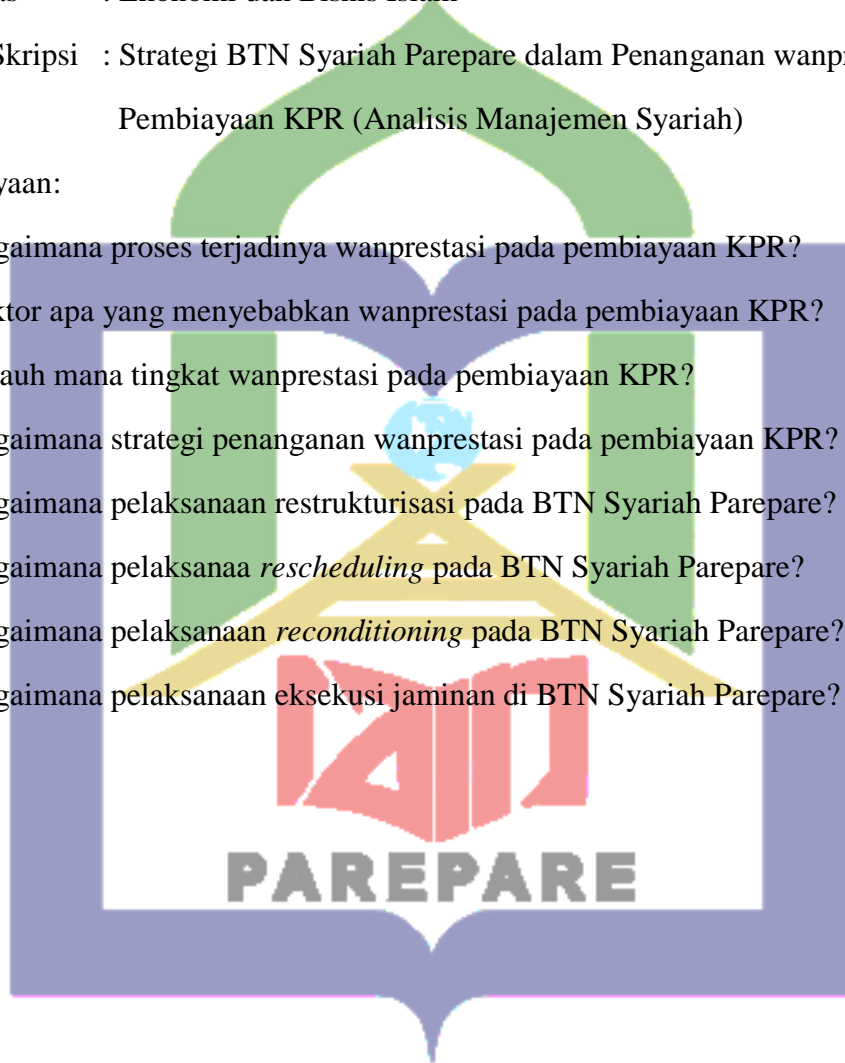 : Ekonomi dan Bisnis Islam
Skripsi : Strategi BTN Syariah Parepare dalam Penanganan wanpr
Pembiayaan KPR (Analisis Manajemen Syariah)
yaan:
gaimana proses terjadinya wanprestasi pada pembiayaan KPR?
ktor apa yang menyebabkan wanprestasi pada pembiayaan KPR?
auh mana tingkat wanprestasi pada pembiayaan KPR?
gaimana strategi penanganan wanprestasi pada pembiayaan KPR?
gaimana pelaksanaan restrukturisasi pada BTN Syariah Parepare?
gaimana pelaksanaa rescheduling pada BTN Syariah Parepare?
gaimana pelaksanaan reconditioning pada BTN Syariah Parepare?
gaimana pelaksanaan eksekusi jaminan di BTN Syariah Parepare?
IAIN
PAREPARE